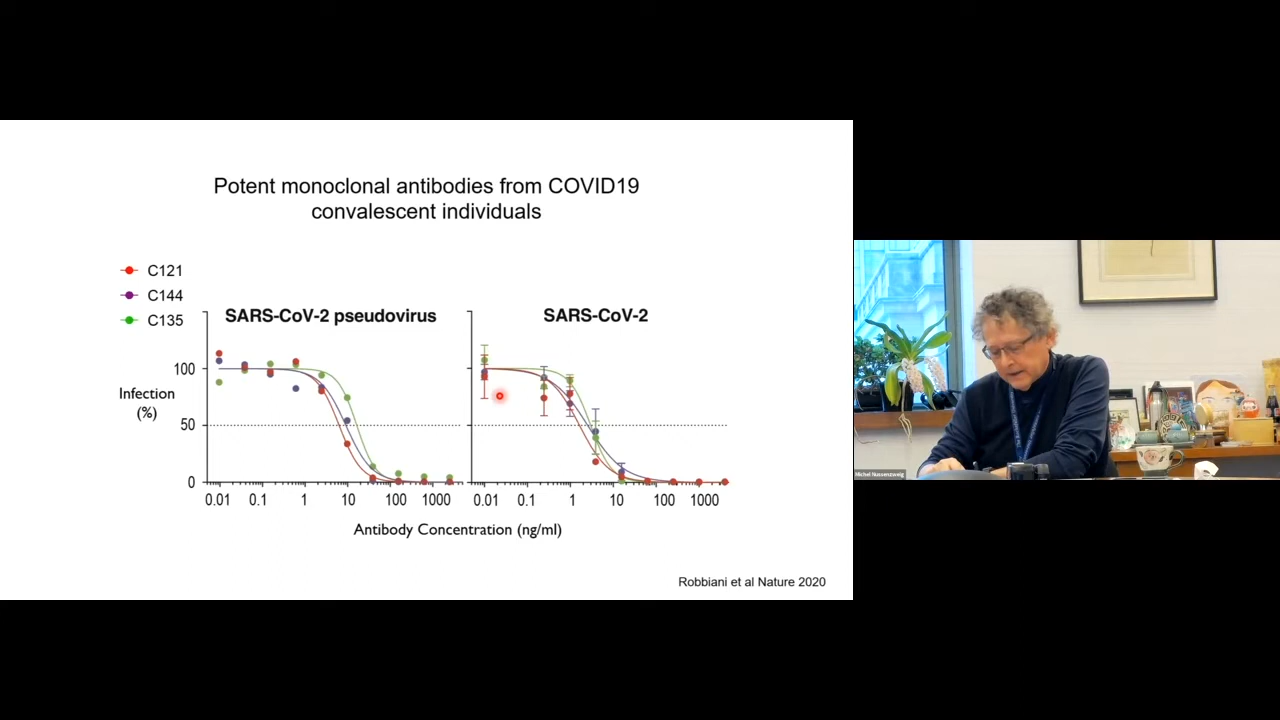 Potent monoclonal antibodies from COVID19
convalescent individuals
C121
C144
C135
SARS-CoV-2 pseudovirus
SARS-CoV-2
Infection
(%)
100
50
0
0.01 0.1 1 10 100 1000
0.01 0.1 1 10 100 1000
Antibody Concentration (ng/ml)
Robbiani et al Nature 2020
Michel Nussenzweig